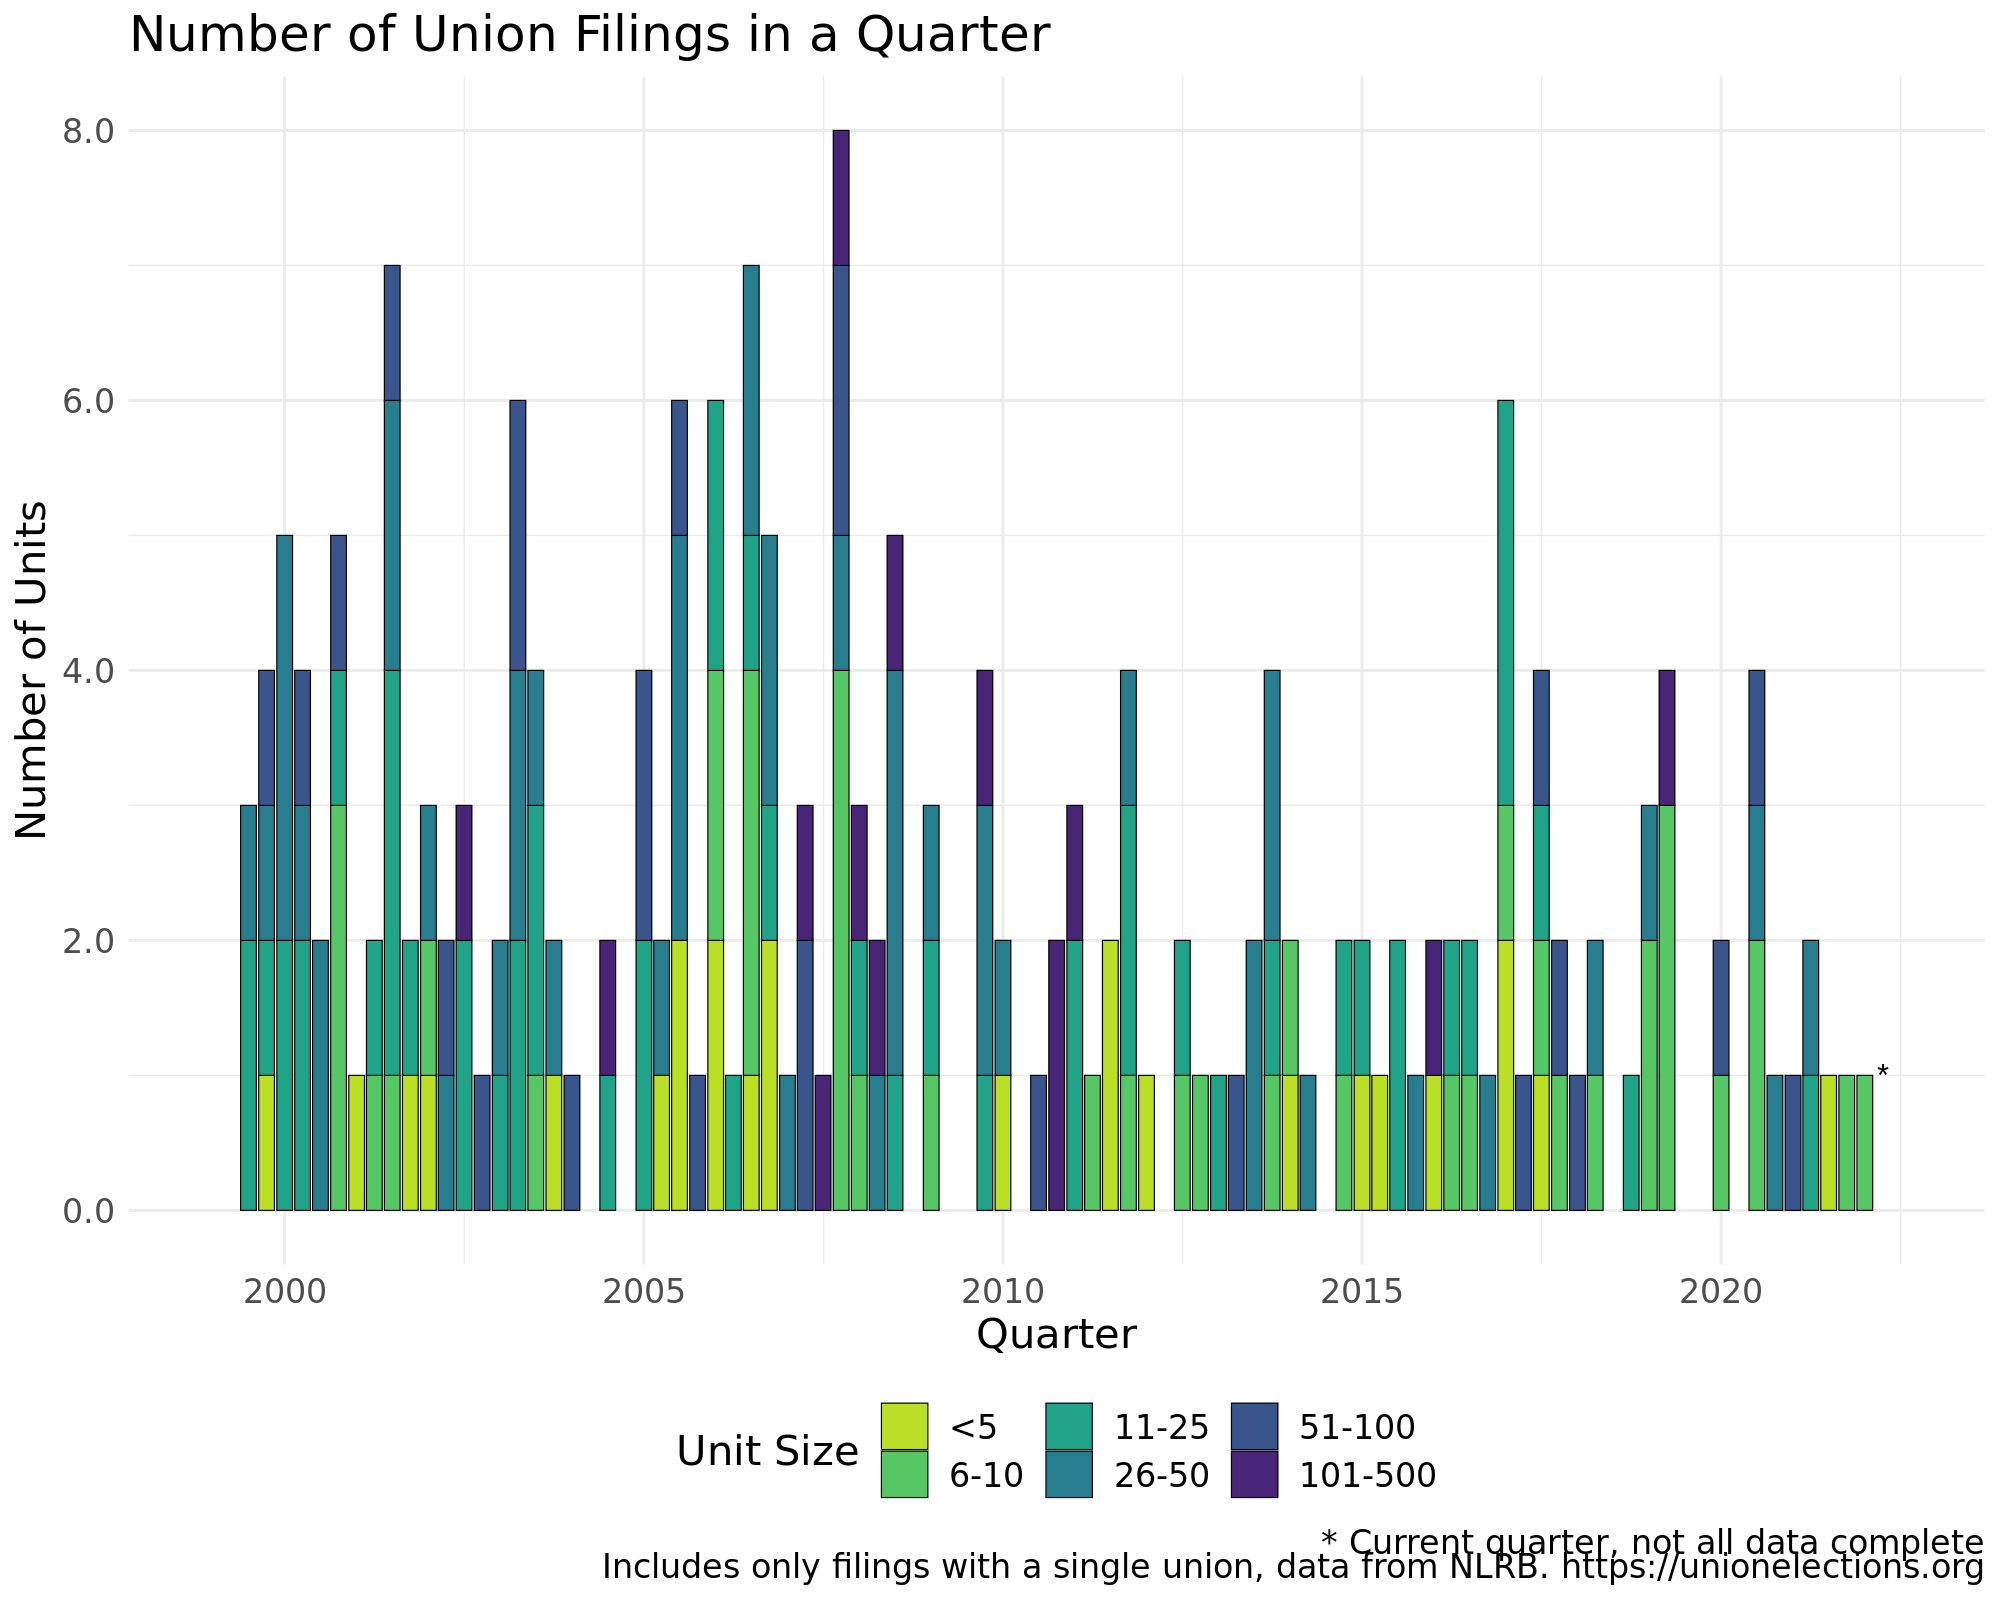 Number of Union Filings in a Quarter
8.0
6.0
4.0
2.0
0.0
Number of Units
*
2000 2005 2010 2015 2020
Quarter
Unit Size
<5 11-25 51-100
6-10 26-50 101-500
* Current quarter, not all data complete
Includes only filings with a single union, data from NLRB. https://unionelections.org